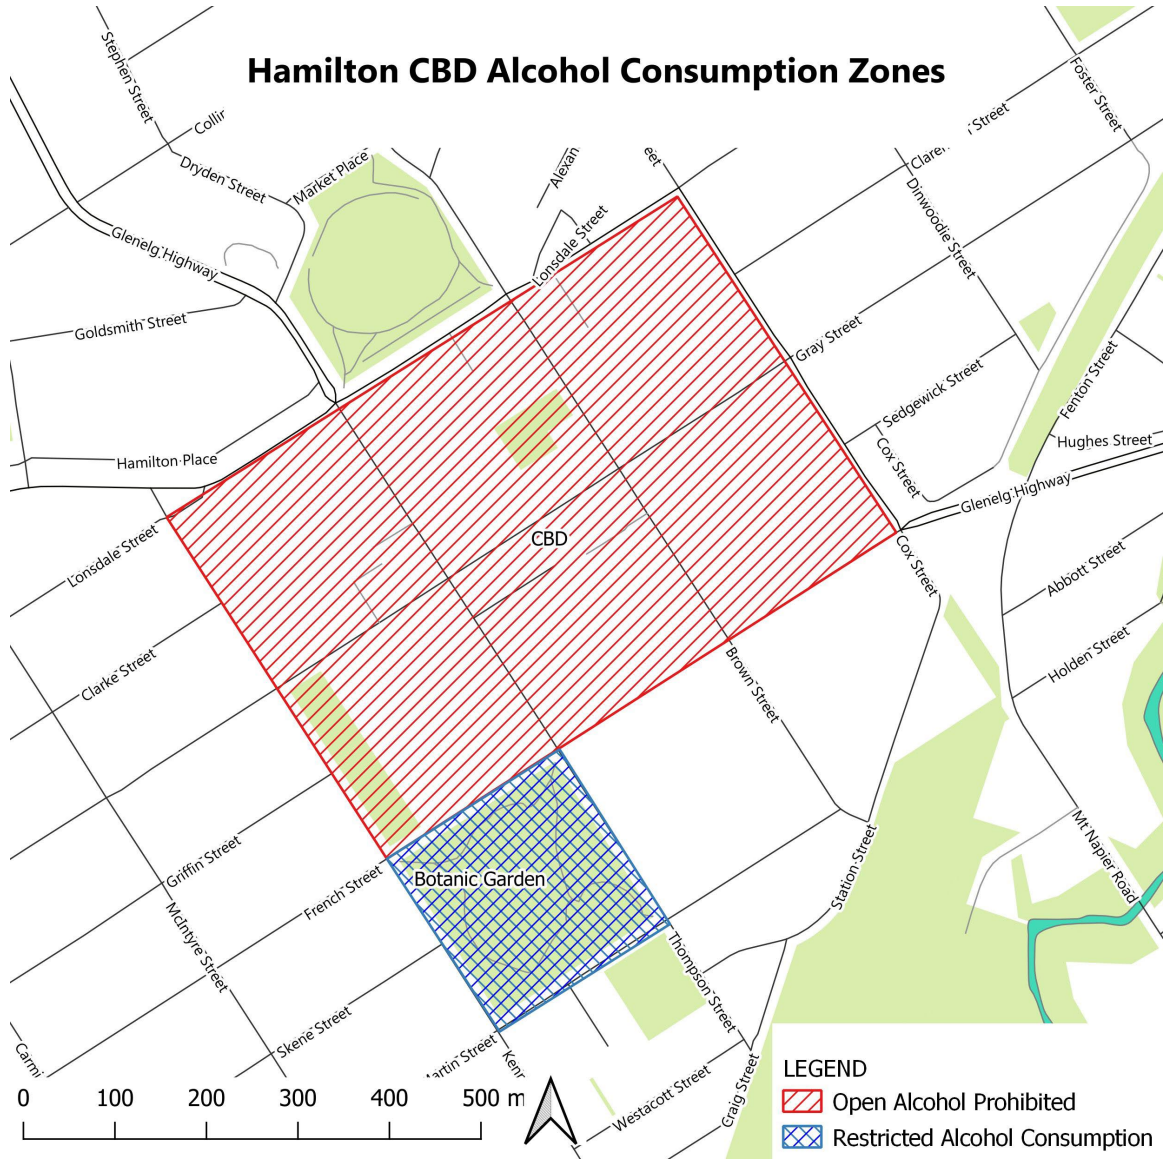 Hamilton CBD Alcohol Consumption Zones
Stephen Street
Foster Street
Collir
Street
Market Place
Alexan
eet
Dryden Street
Dinwoodie Street
Glenelg Highway
Lonsdale Street
Goldsmith Street
Gray Street
Sedgewick Street
Fenton Street
Hughes Street
Hamilton Place
Cox Street
Glenelg Highway
Lonsdale Street
CBD
Cox Street
Abbott Street
Holden Street
Clarke Street
Brown Street
Griffin Street
French Street
Botanic Garden
Station Street
Mt Napier Road
McIntyre Street
Thompson Street
Skene Street
Martin Street
Carmi
Kenn
Westacott Street
Craig Street
0 100 200 300 400 500 m
LEGEND
Open Alcohol Prohibited
Restricted Alcohol Consumption